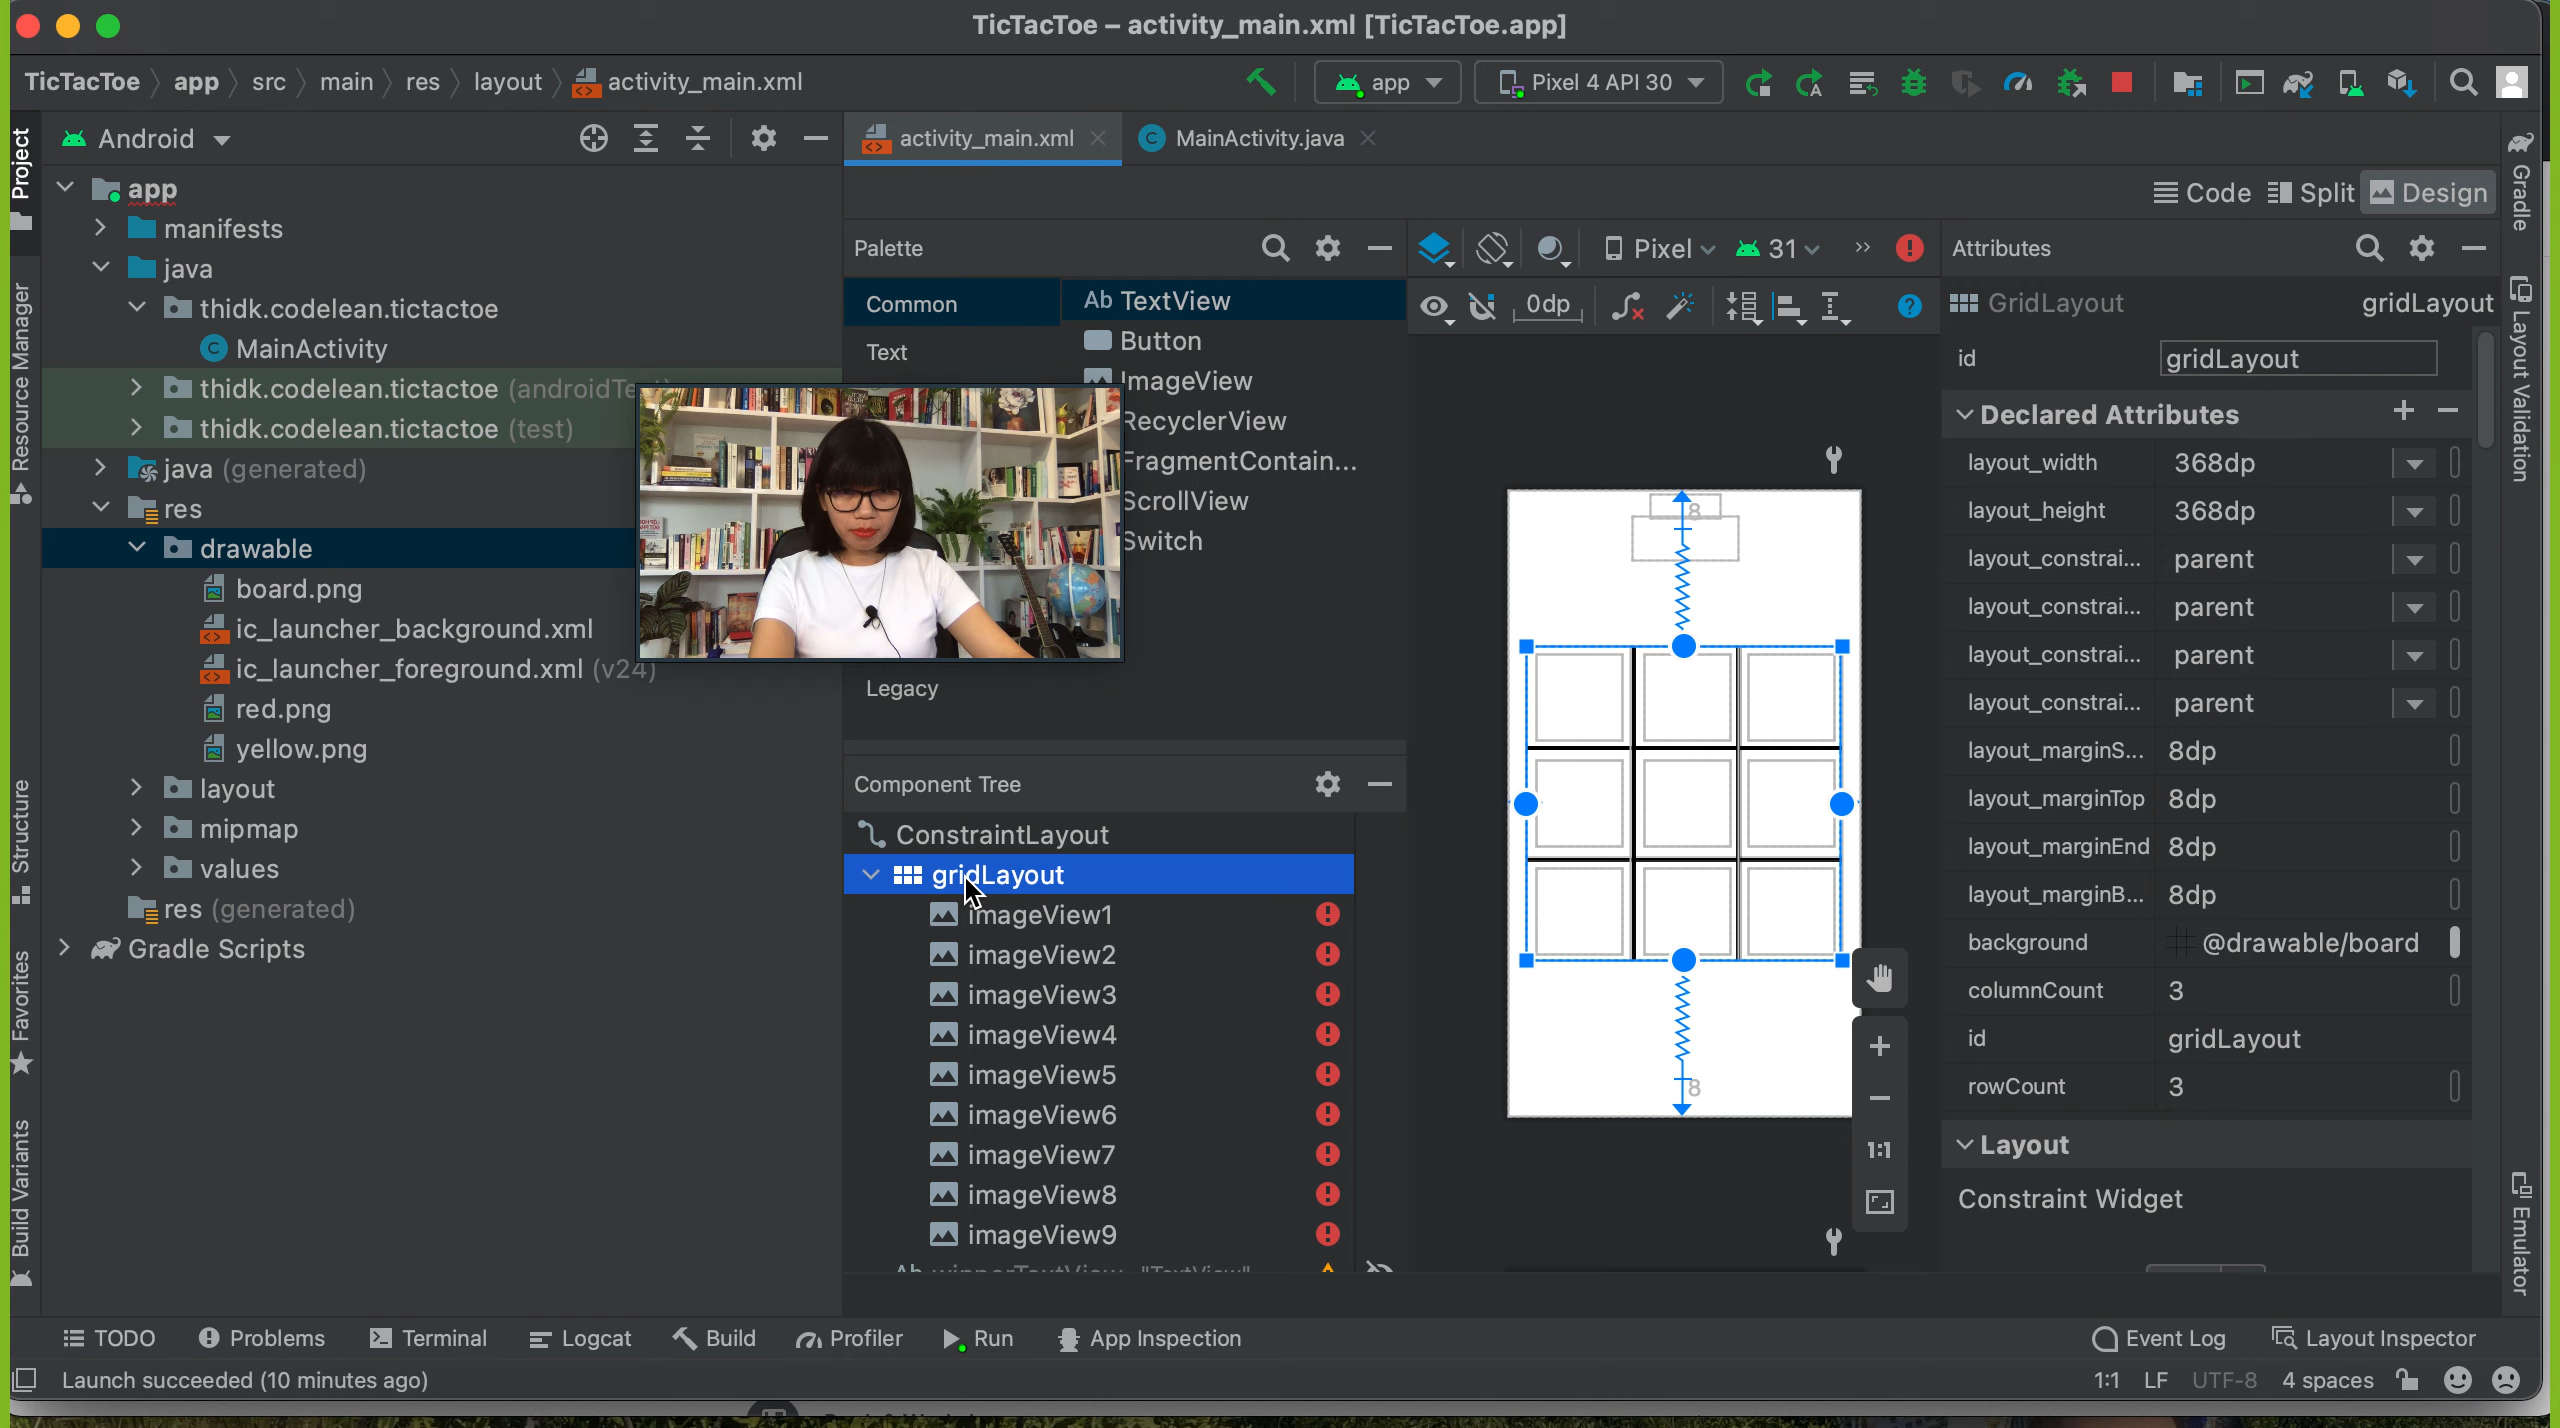 TicTacToe – activity_main.xml [TicTacToe.app]
TicTacToe app src main res layout activity_main.xml
app
Pixel 4 API 30
Project
Resource Manager
Structure
Favorites
Build Variants
Android
app
manifests
java
thidk.codelean.tictactoe
MainActivity
thidk.codelean.tictactoe (androidTest)
thidk.codelean.tictactoe (test)
java (generated)
res
drawable
board.png
ic_launcher_background.xml
ic_launcher_foreground.xml (v24)
red.png
yellow.png
layout
mipmap
values
res (generated)
Gradle Scripts
activity_main.xml
MainActivity.java
Code
Split
Design
Palette
Common
Text
Legacy
Ab TextView
Button
ImageView
RecyclerView
FragmentContain...
ScrollView
Switch
Component Tree
ConstraintLayout
gridLayout
imageView1
imageView2
imageView3
imageView4
imageView5
imageView6
imageView7
imageView8
imageView9
Ab winnerTextView "TextView"
Pixel
31
0dp
8
8
1:1
Attributes
GridLayout
gridLayout
id gridLayout
Declared Attributes
layout_width 368dp
layout_height 368dp
layout_constrai... parent
layout_constrai... parent
layout_constrai... parent
layout_constrai... parent
layout_marginS... 8dp
layout_marginTop 8dp
layout_marginEnd 8dp
layout_marginB... 8dp
background @drawable/board
columnCount 3
id gridLayout
rowCount 3
Layout
Constraint Widget
Gradle
Layout Validation
Emulator
TODO
Problems
Terminal
Logcat
Build
Profiler
Run
App Inspection
Event Log
Layout Inspector
Launch succeeded (10 minutes ago)
1:1 LF UTF-8 4 spaces